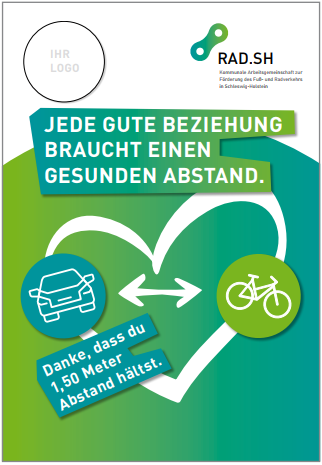 IHR
LOGO
RAD.SH
Kommunale Arbeitsgemeinschaft zur
Förderung des Fuß- und Radverkehrs
in Schleswig-Holstein
JEDE GUTE BEZIEHUNG
BRAUCHT EINEN
GESUNDEN ABSTAND.
Danke, dass du
1,50 Meter
Abstand hältst.